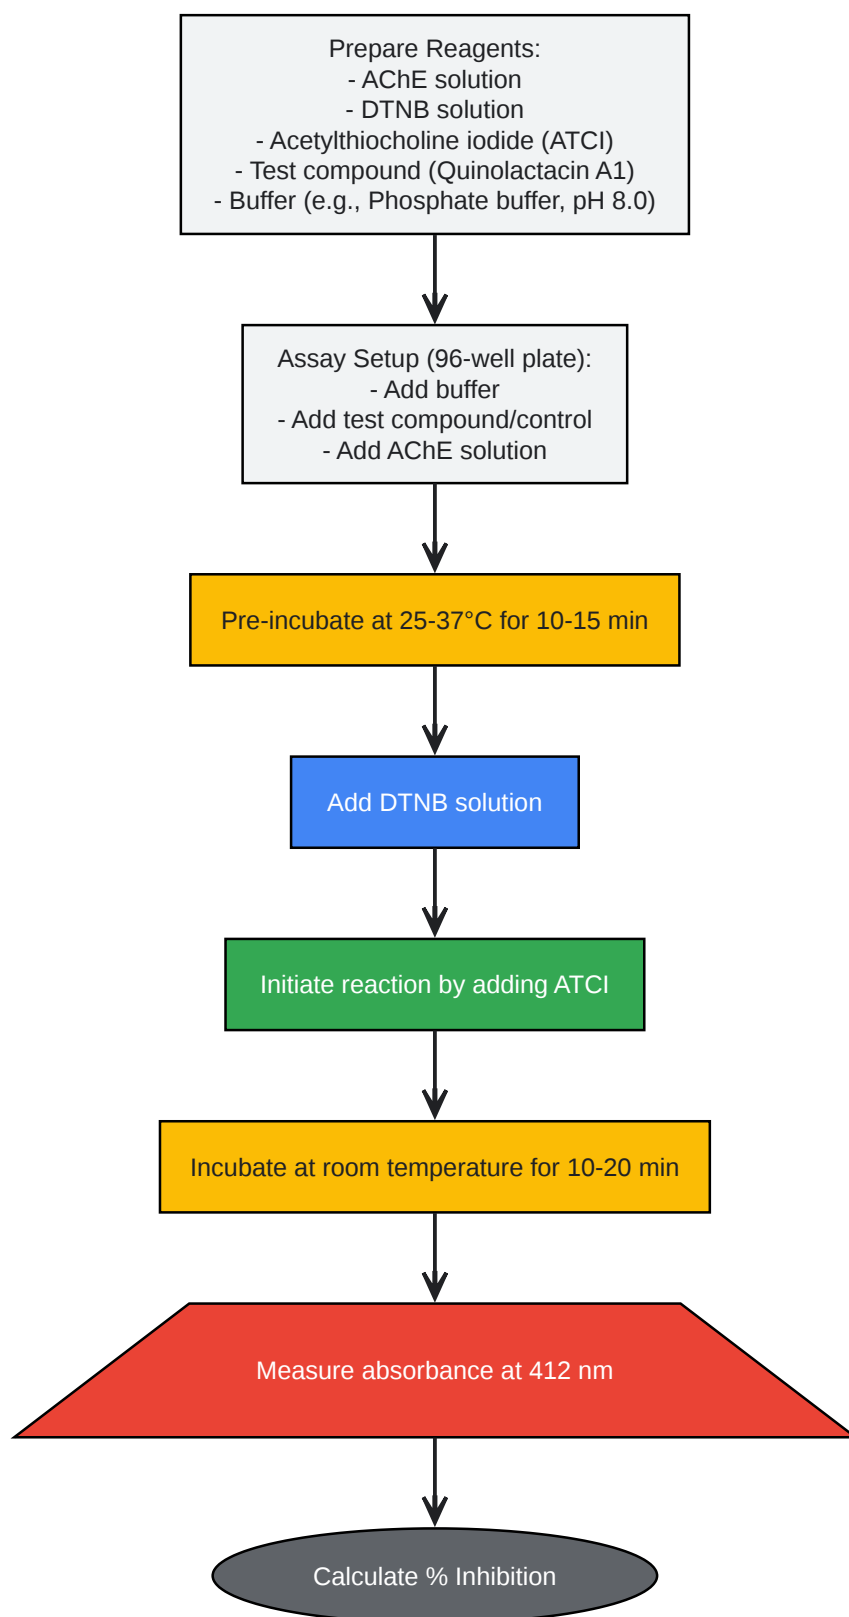 Prepare Reagents:
- AChE solution
- DTNB solution
- Acetylthiocholine iodide (ATCI)
- Test compound (Quinolactacin A1)
- Buffer (e.g., Phosphate buffer, pH 8.0)
Assay Setup (96-well plate):
- Add buffer
- Add test compound/control
- Add AChE solution
Pre-incubate at 25-37°C for 10-15 min
Add DTNB solution
Initiate reaction by adding ATCI
Incubate at room temperature for 10-20 min
Measure absorbance at 412 nm
Calculate % Inhibition